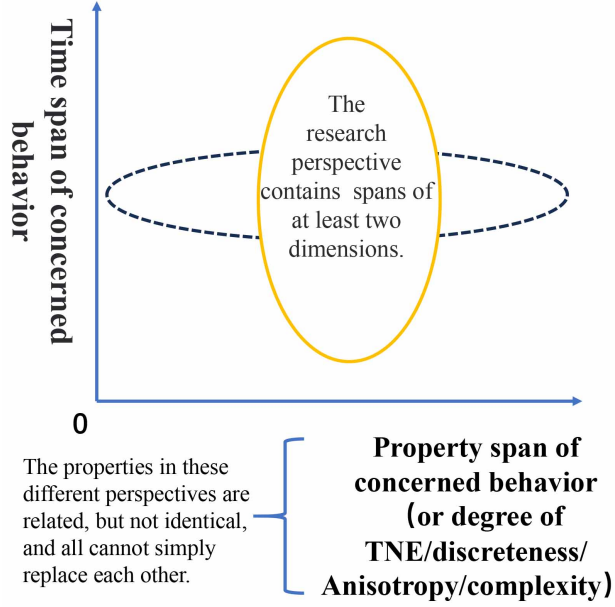 Time span of concerned
behavior
The
research
perspective
contains spans of
at least two
dimensions.
0
The properties in these
different perspectives are
related, but not identical,
and all cannot simply
replace each other.
Property span of
concerned behavior
(or degree of
TNE/discreteness/
Anisotropy/complexity)